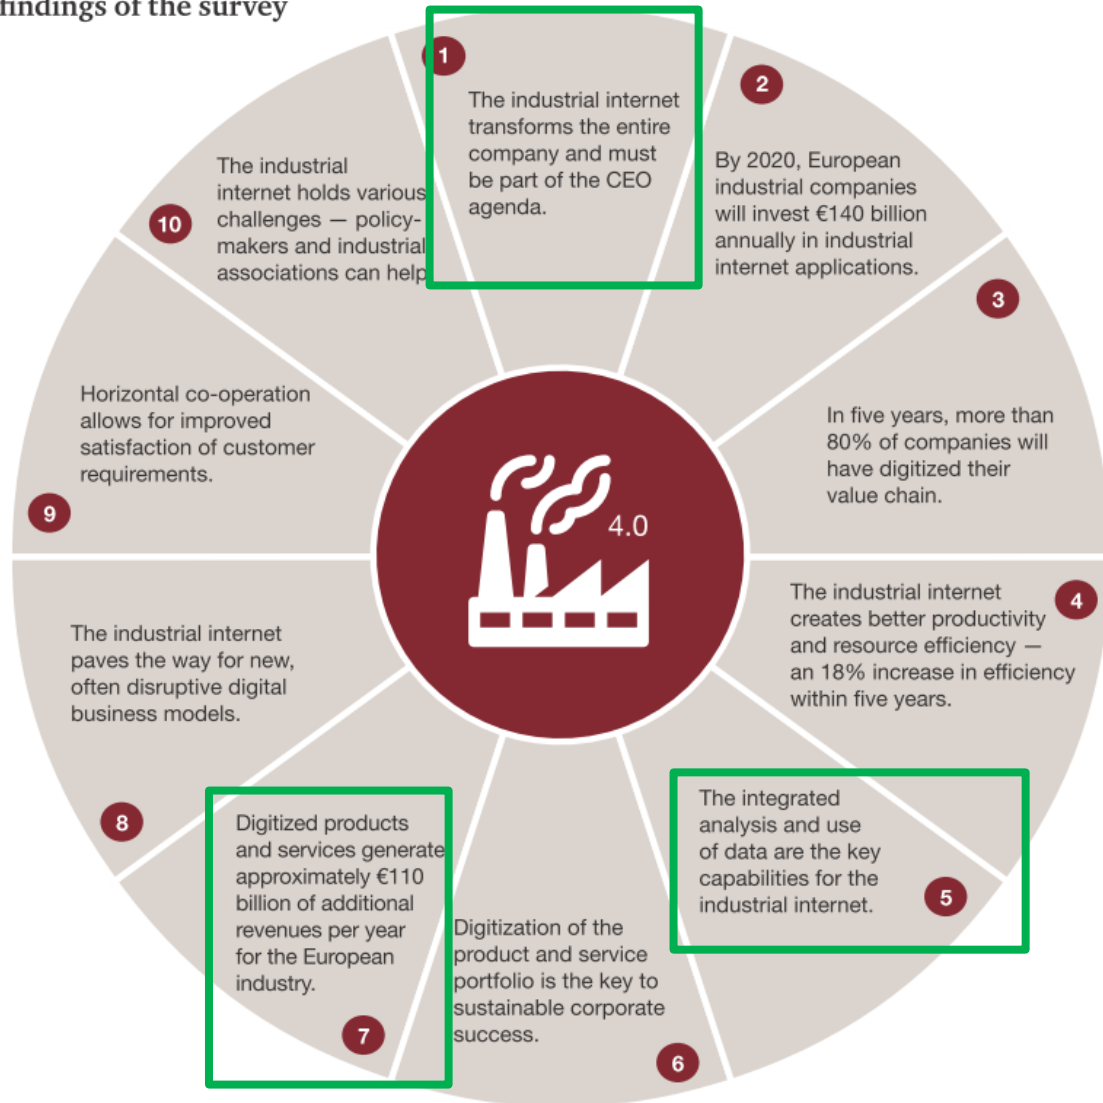 findings of the survey
1
The industrial internet
transforms the entire
company and must
be part of the CEO
agenda.
2
By 2020, European
industrial companies
will invest €140 billion
annually in industrial
internet applications.
3
In five years, more than
80% of companies will
have digitized their
value chain.
4
The industrial internet
creates better productivity
and resource efficiency —
an 18% increase in efficiency
within five years.
5
The integrated
analysis and use
of data are the key
capabilities for the
industrial internet.
6
Digitization of the
product and service
portfolio is the key to
sustainable corporate
success.
7
Digitized products
and services generate
approximately €110
billion of additional
revenues per year
for the European
industry.
8
The industrial internet
paves the way for new,
often disruptive digital
business models.
9
Horizontal co-operation
allows for improved
satisfaction of customer
requirements.
10
The industrial
internet holds various
challenges — policy-
makers and industrial
associations can help
4.0